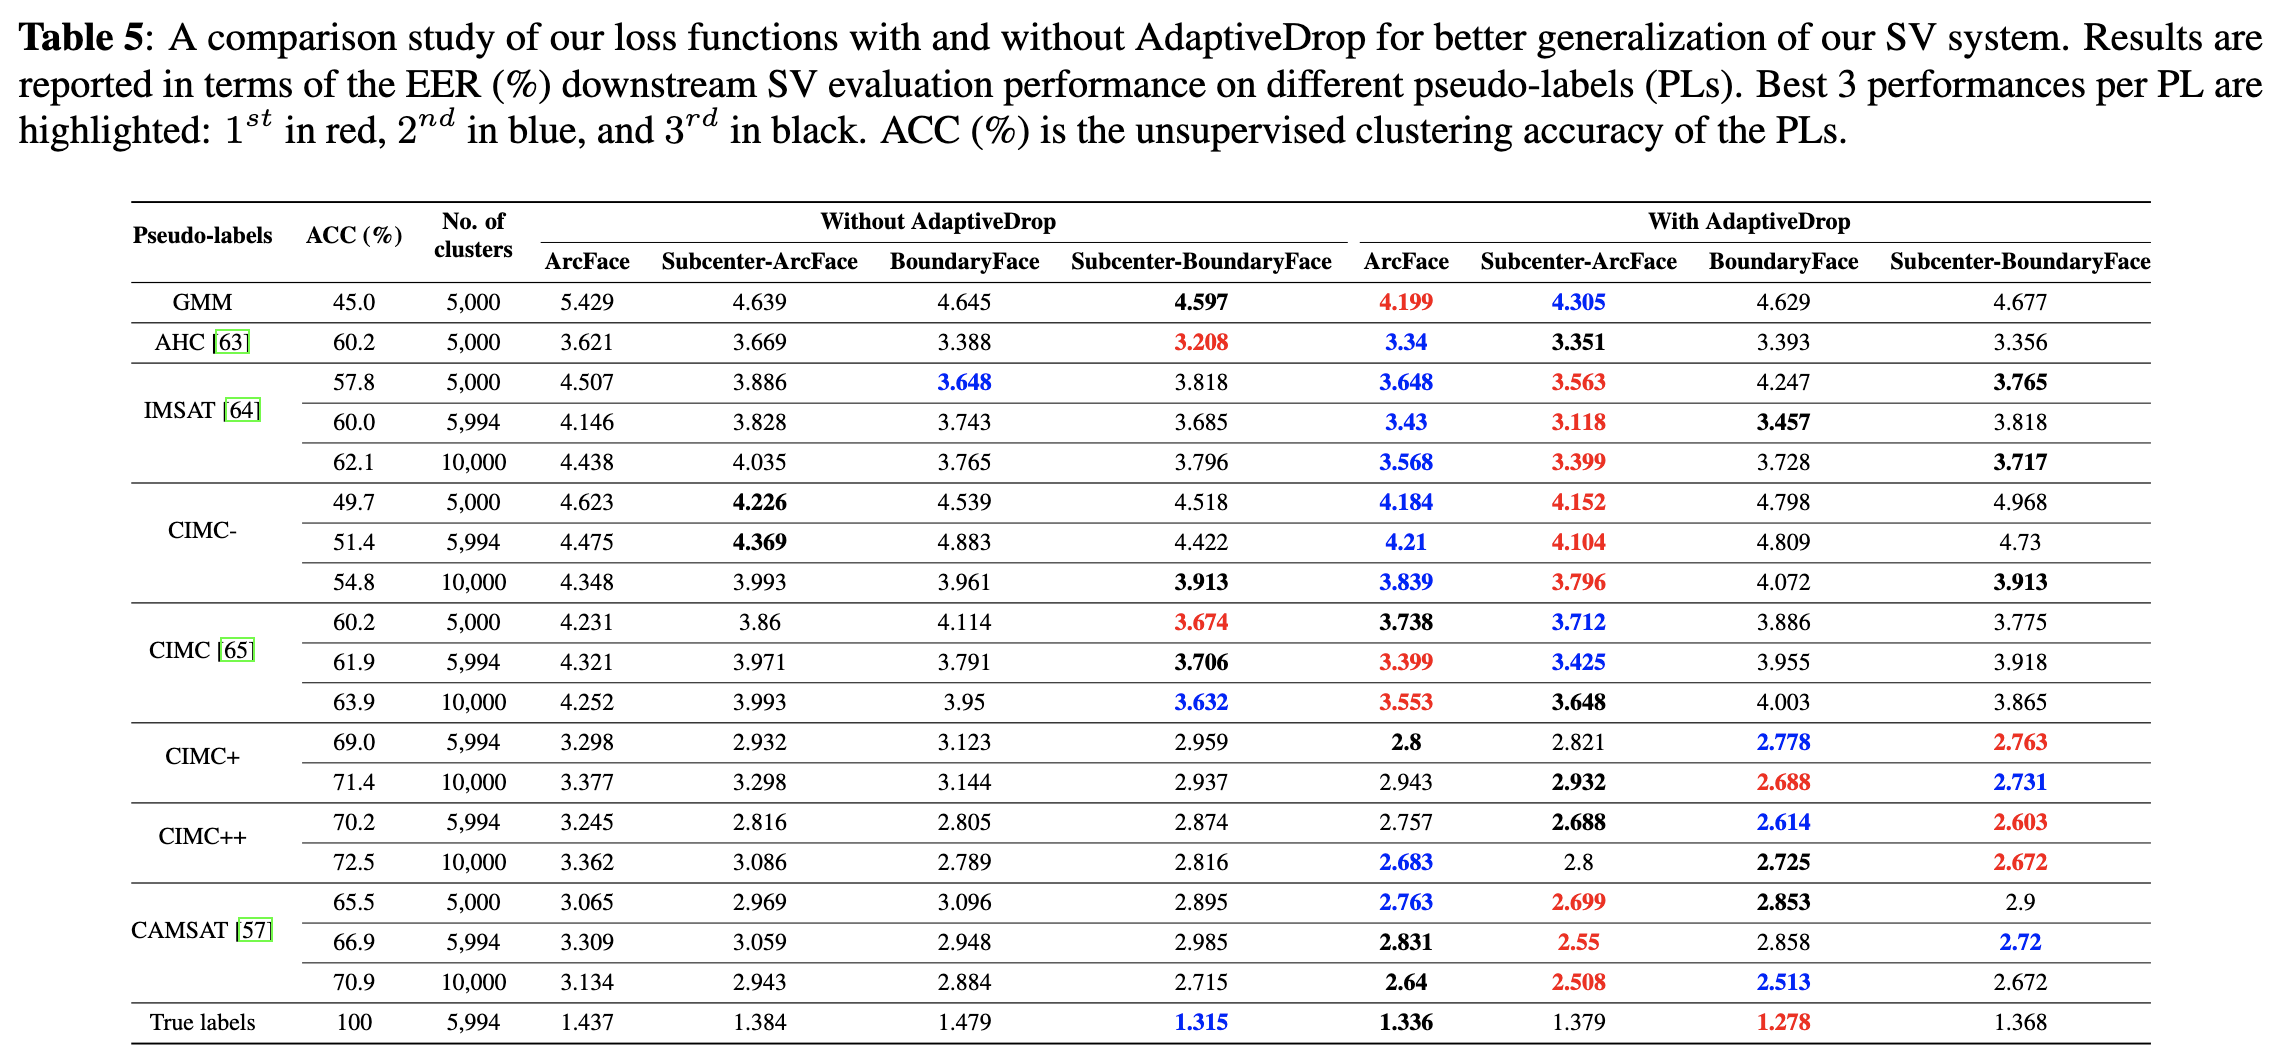 Table 5: A comparison study of our loss functions with and without AdaptiveDrop for better generalization of our SV system. Results are
reported in terms of the EER (%) downstream SV evaluation performance on different pseudo-labels (PLs). Best 3 performances per PL are
highlighted: 1st in red, 2nd in blue, and 3rd in black. ACC (%) is the unsupervised clustering accuracy of the PLs.
Pseudo-labels ACC (%) No. of clusters Without AdaptiveDrop With AdaptiveDrop
ArcFace Subcenter-ArcFace BoundaryFace Subcenter-BoundaryFace ArcFace Subcenter-ArcFace BoundaryFace Subcenter-BoundaryFace
GMM 45.0 5,000 5.429 4.639 4.645 4.597 4.199 4.305 4.629 4.677
AHC [63] 60.2 5,000 3.621 3.669 3.388 3.208 3.34 3.351 3.393 3.356
IMSAT [64] 57.8 5,000 4.507 3.886 3.648 3.818 3.648 3.563 4.247 3.765
60.0 5,994 4.146 3.828 3.743 3.685 3.43 3.118 3.457 3.818
62.1 10,000 4.438 4.035 3.765 3.796 3.568 3.399 3.728 3.717
CIMC- 49.7 5,000 4.623 4.226 4.539 4.518 4.184 4.152 4.798 4.968
51.4 5,994 4.475 4.369 4.883 4.422 4.21 4.104 4.809 4.73
54.8 10,000 4.348 3.993 3.961 3.913 3.839 3.796 4.072 3.913
CIMC [65] 60.2 5,000 4.231 3.86 4.114 3.674 3.738 3.712 3.886 3.775
61.9 5,994 4.321 3.971 3.791 3.706 3.399 3.425 3.955 3.918
63.9 10,000 4.252 3.993 3.95 3.632 3.553 3.648 4.003 3.865
CIMC+ 69.0 5,994 3.298 2.932 3.123 2.959 2.8 2.821 2.778 2.763
71.4 10,000 3.377 3.298 3.144 2.937 2.943 2.932 2.688 2.731
CIMC++ 70.2 5,994 3.245 2.816 2.805 2.874 2.757 2.688 2.614 2.603
72.5 10,000 3.362 3.086 2.789 2.816 2.683 2.8 2.725 2.672
CAMSAT [57] 65.5 5,000 3.065 2.969 3.096 2.895 2.763 2.699 2.853 2.9
66.9 5,994 3.309 3.059 2.948 2.985 2.831 2.55 2.858 2.72
70.9 10,000 3.134 2.943 2.884 2.715 2.64 2.508 2.513 2.672
True labels 100 5,994 1.437 1.384 1.479 1.315 1.336 1.379 1.278 1.368